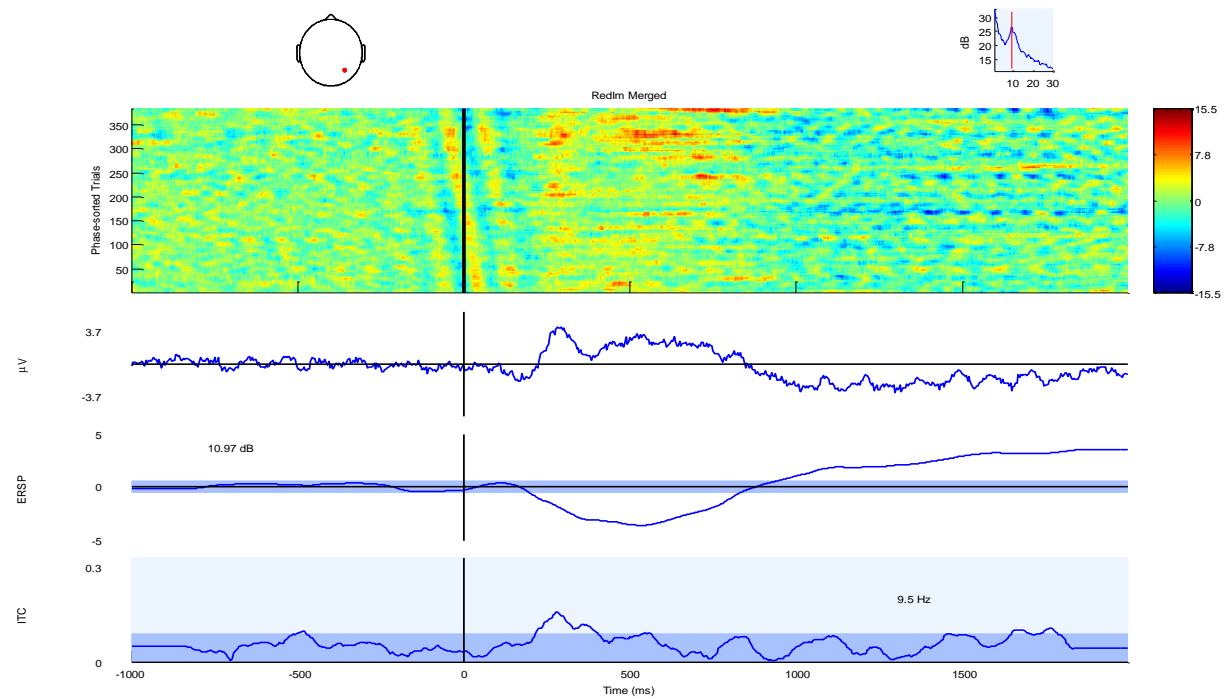 30
25
20
15
dB
10 20 30
RedIm Merged
Phase-sorted Trials
350
300
250
200
150
100
50
15.5
7.8
0
-7.8
-15.5
μV
3.7
-3.7
ERSP
5
0
-5
10.97 dB
ITC
0.3
0
9.5 Hz
-1000 -500 0 500 1000 1500
Time (ms)